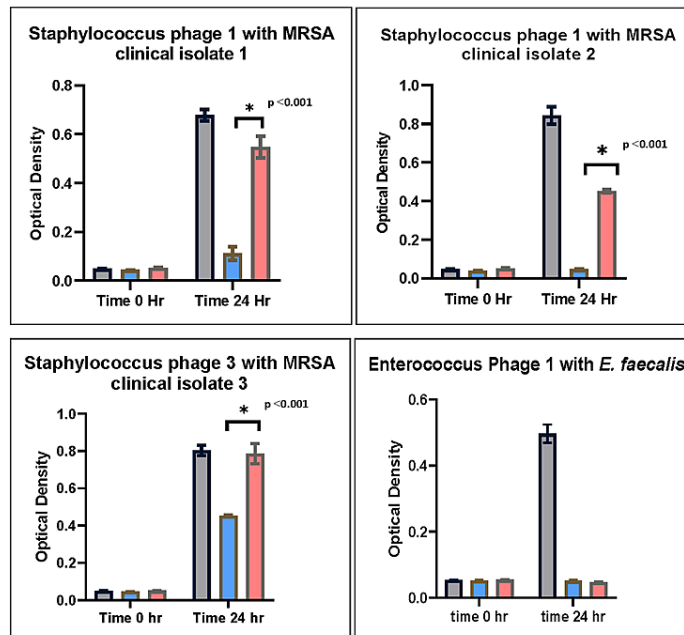 Staphylococcus phage 1 with MRSA
clinical isolate 1
Optical Density
0.8
0.6
0.4
0.2
0.0
*
p <0.001
Time 0 Hr
Time 24 Hr
Staphylococcus phage 1 with MRSA
clinical isolate 2
Optical Density
1.0
0.8
0.6
0.4
0.2
0.0
*
p <0.001
Time 0 Hr
Time 24 Hr
Staphylococcus phage 3 with MRSA
clinical isolate 3
Optical Density
1.0
0.8
0.6
0.4
0.2
0.0
*
p <0.001
Time 0 hr
Time 24 hr
Enterococcus Phage 1 with E. faecalis
Optical Density
0.6
0.4
0.2
0.0
time 0 hr
time 24 hr